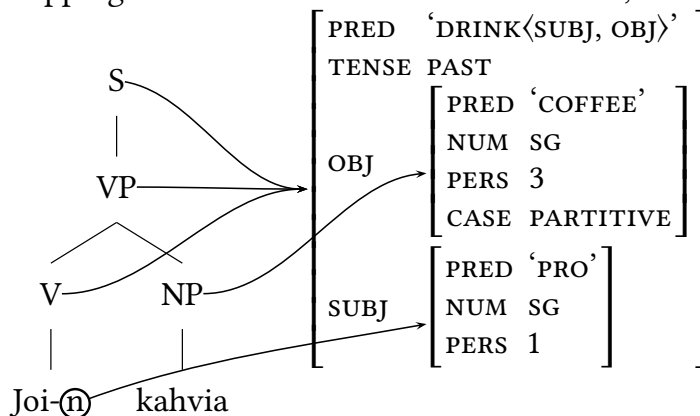 PRED ‘DRINK⟨SUBJ, OBJ⟩’
TENSE PAST
S
PRED ‘COFFEE’
NUM SG
OBJ
PERS 3
VP
CASE PARTITIVE
PRED ‘PRO’
V NP
NUM SG
SUBJ
PERS 1
Joi-n kahvia